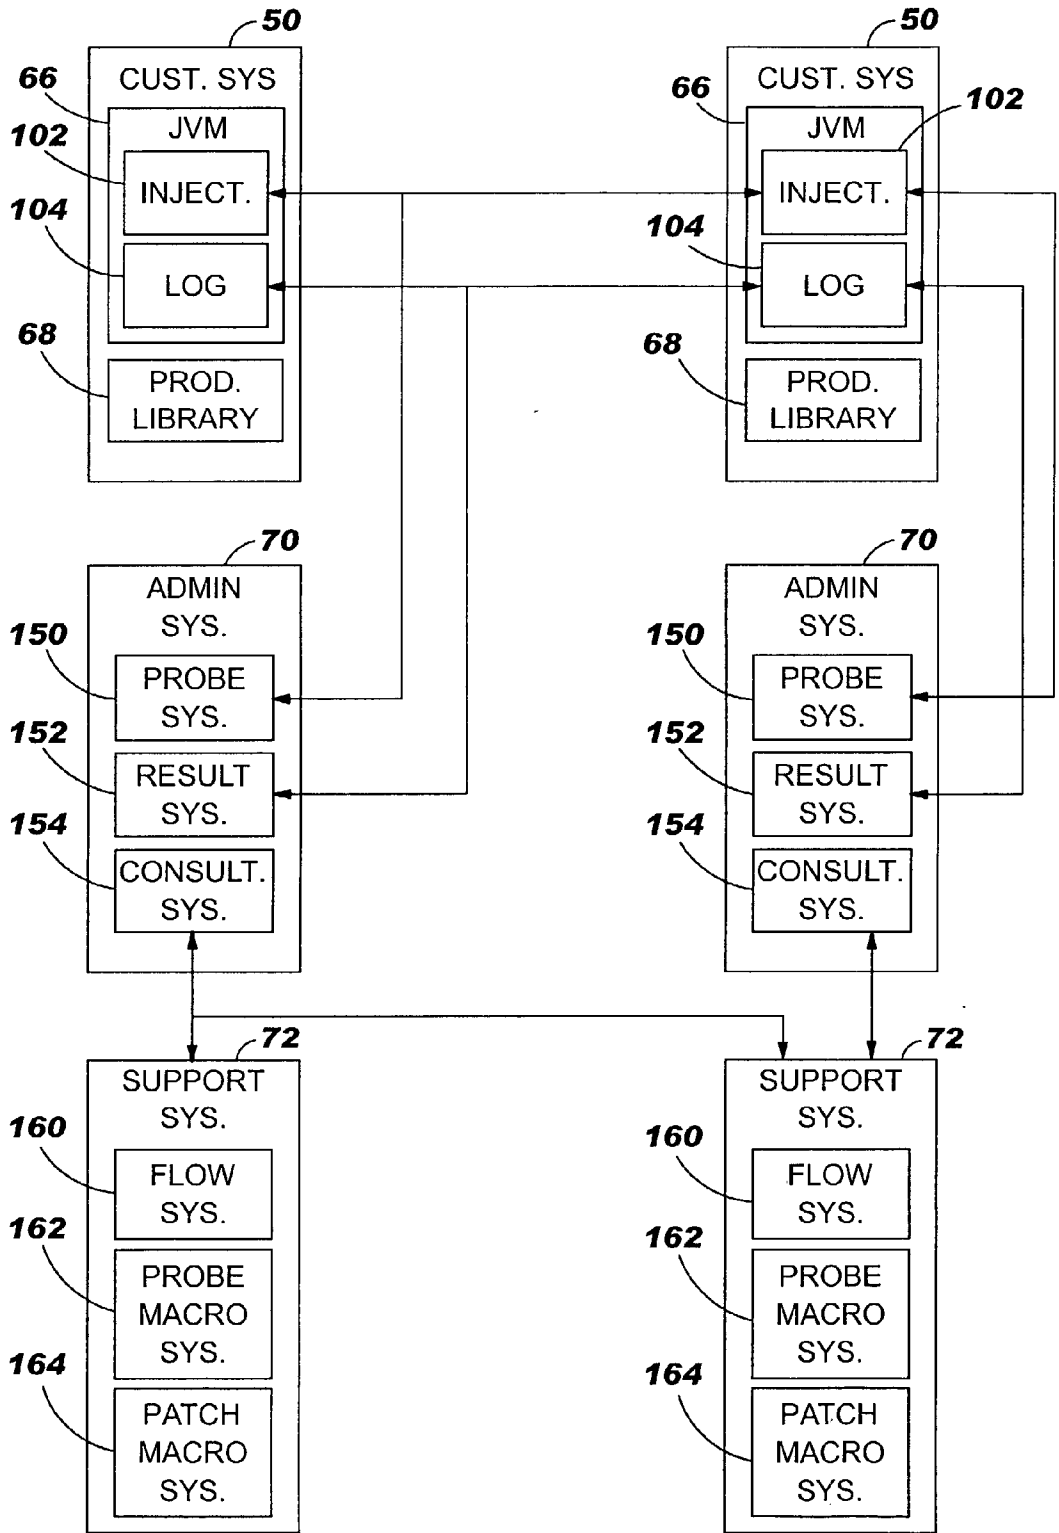 50
CUST. SYS
66
JVM
102
INJECT.
104
LOG
68
PROD.
LIBRARY
50
CUST. SYS
66
102
JVM
INJECT.
104
LOG
68
PROD.
LIBRARY
70
ADMIN
SYS.
150
PROBE
SYS.
152
RESULT
SYS.
154
CONSULT.
SYS.
70
ADMIN
SYS.
150
PROBE
SYS.
152
RESULT
SYS.
154
CONSULT.
SYS.
72
SUPPORT
SYS.
160
FLOW
SYS.
162
PROBE
MACRO
SYS.
164
PATCH
MACRO
SYS.
72
SUPPORT
SYS.
160
FLOW
SYS.
162
PROBE
MACRO
SYS.
164
PATCH
MACRO
SYS.